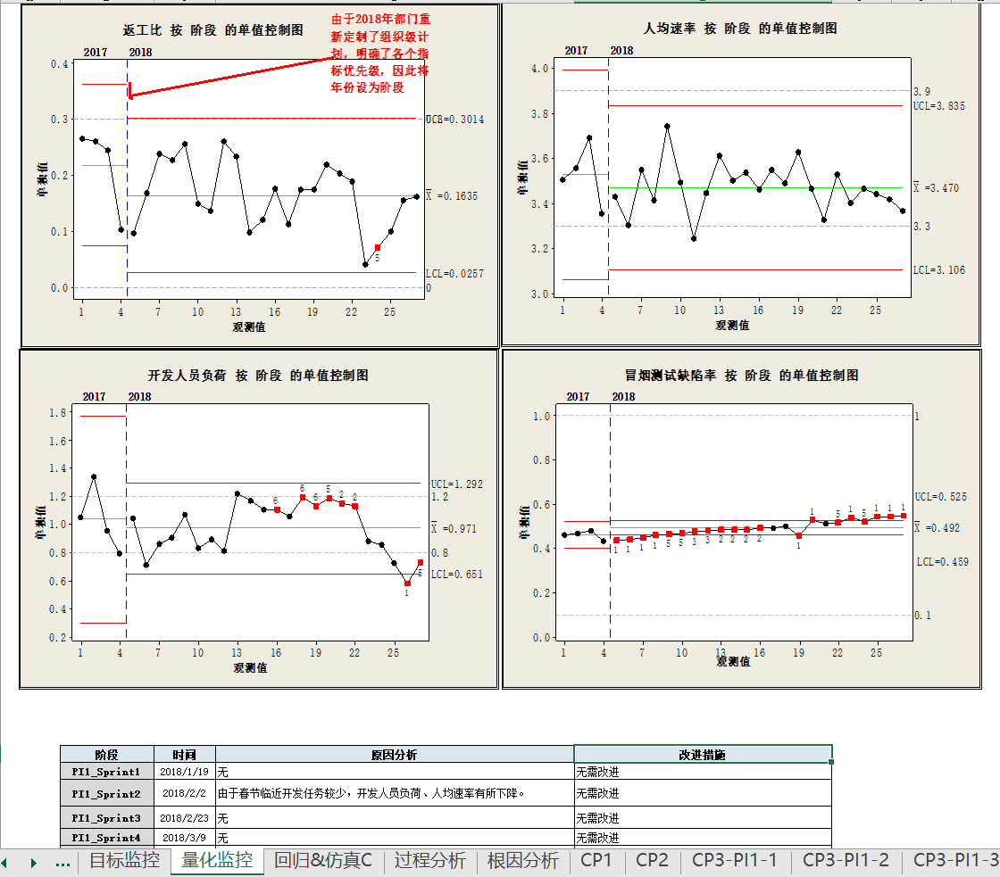 返工比 按 阶段 的单值控制图
2017 2018
由于2018年部门重
新定制了组织级计
划，明确了各个指
标优先级，因此将
年份设为阶段
0.4
0.3
0.2
0.1
0.0
单独值
UCL=0.3014
X̄=0.1635
LCL=0.0257
0
5
1 4 7 10 13 16 19 22 25
观测值
人均速率 按 阶段 的单值控制图
2017 2018
4.0
3.8
3.6
3.4
3.2
3.0
单独值
3.9
UCL=3.835
X̄=3.470
3.3
LCL=3.106
1 4 7 10 13 16 19 22 25
观测值
开发人员负荷 按 阶段 的单值控制图
2017 2018
1.8
1.6
1.4
1.2
1.0
0.8
0.6
0.4
0.2
单独值
6 6 6 5 2 2
1 5
UCL=1.292
1.2
X̄=0.971
0.8
LCL=0.651
1 4 7 10 13 16 19 22 25
观测值
冒烟测试缺陷率 按 阶段 的单值控制图
2017 2018
1.0
0.8
0.6
0.4
0.2
0.0
单独值
1 5 1 5 1 1 1
1 1 1 1 5 5 3 3 2 2 2 2 1
1
UCL=0.525
X̄=0.492
LCL=0.459
0.1
1 4 7 10 13 16 19 22 25
观测值
阶段 时间 原因分析 改进措施
PI1_Sprint1 2018/1/19 无 无需改进
PI1_Sprint2 2018/2/2 由于春节临近开发任务较少，开发人员负荷、人均速率有所下降。 无需改进
PI1_Sprint3 2018/2/23 无 无需改进
PI1_Sprint4 2018/3/9 无 无需改进
... 目标监控 量化监控 回归&仿真C 过程分析 根因分析 CP1 CP2 CP3-PI1-1 CP3-PI1-2 CP3-PI1-3